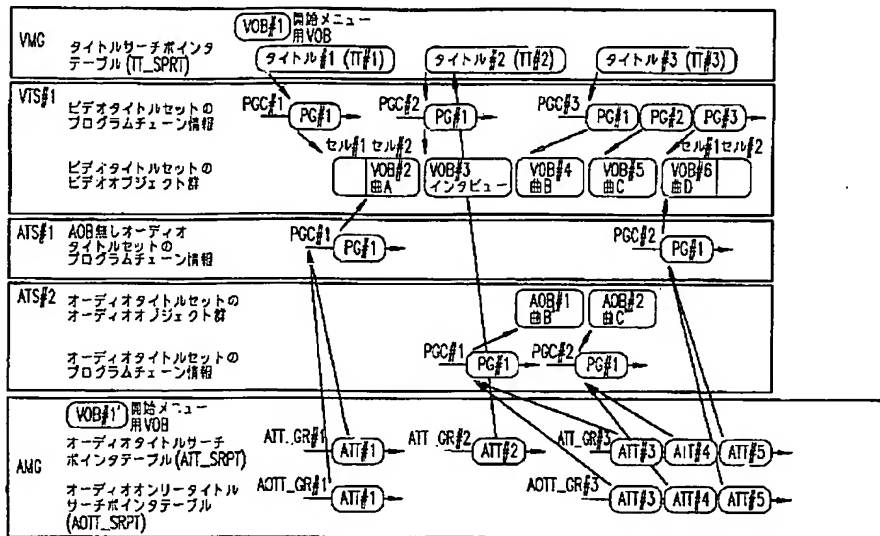 VMG
VOB#1
開始メニュー
用VOB
タイトルサーチポインタ
テーブル(TT_SPRT)
タイトル#1 (TT#1)
タイトル#2 (TT#2)
タイトル#3 (TT#3)
VTS#1
ビデオタイトルセットの
プログラムチェーン情報
PGC#1
PG#1
PGC#2
PG#1
PGC#3
PG#1
PG#2
PG#3
セル#1 セル#2
セル#1 セル#2
ビデオタイトルセットの
ビデオオブジェクト群
VOB#2
曲A
VOB#3
インタビュー
VOB#4
曲B
VOB#5
曲C
VOB#6
曲D
ATS#1
AOB無しオーディオ
タイトルセットの
プログラムチェーン情報
PGC#1
PG#1
PGC#2
PG#1
ATS#2
オーディオタイトルセットの
オーディオオブジェクト群
AOB#1
曲B
AOB#2
曲C
オーディオタイトルセットの
プログラムチェーン情報
PGC#1
PG#1
PGC#2
PG#1
AMG
VOB#1'
開始メニュー
用VOB
オーディオタイトルサーチ
ポインタテーブル(ATT_SRPT)
ATT_GR#1
ATT#1
ATT_GR#2
ATT#2
ATT_GR#3
ATT#3
ATT#4
ATT#5
オーディオオンリータイトル
サーチポインタテーブル
(AOTT_SRPT)
AOTT_GR#1
ATT#1
AOTT_GR#3
ATT#3
ATT#4
ATT#5